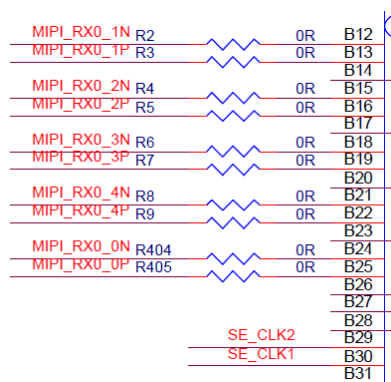 MIPI_RX0_1N R2 0R B12
MIPI_RX0_1P R3 0R B13
B14
MIPI_RX0_2N R4 0R B15
MIPI_RX0_2P R5 0R B16
B17
MIPI_RX0_3N R6 0R B18
MIPI_RX0_3P R7 0R B19
B20
MIPI_RX0_4N R8 0R B21
MIPI_RX0_4P R9 0R B22
B23
MIPI_RX0_0N R404 0R B24
MIPI_RX0_0P R405 0R B25
B26
B27
B28
SE_CLK2 B29
SE_CLK1 B30
B31